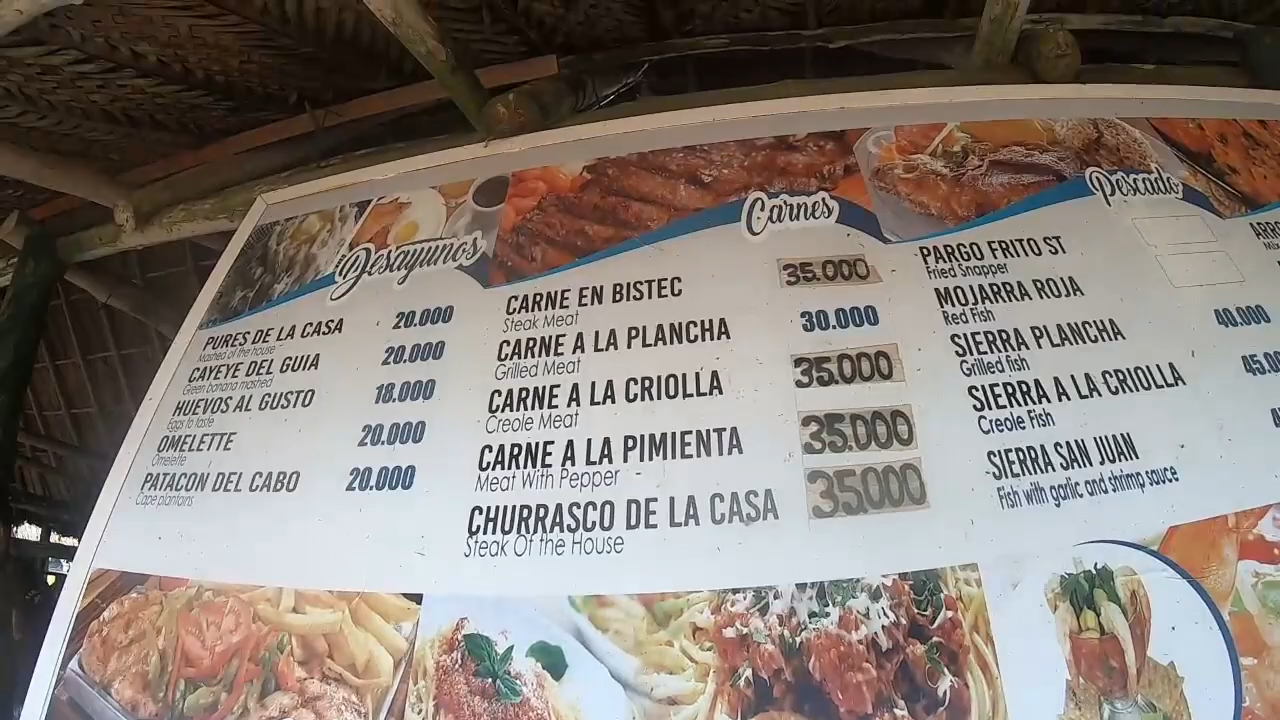 Desayunos
PURES DE LA CASA 20.000
Mashed of the house
CAYEYE DEL GUIA 20.000
Green banana mashed
HUEVOS AL GUSTO 18.000
Eggs to taste
OMELETTE 20.000
Omelette
PATACON DEL CABO 20.000
Cape plantains
Carnes
CARNE EN BISTEC 35.000
Steak Meat
CARNE A LA PLANCHA 30.000
Grilled Meat
CARNE A LA CRIOLLA 35.000
Creole Meat
CARNE A LA PIMIENTA 35.000
Meat With Pepper
CHURRASCO DE LA CASA 35.000
Steak Of the House
Pescado
PARGO FRITO ST
Fried Snapper
MOJARRA ROJA
Red Fish
SIERRA PLANCHA 40.000
Grilled fish
SIERRA A LA CRIOLLA
Creole Fish
SIERRA SAN JUAN
Fish with garlic and shrimp sauce